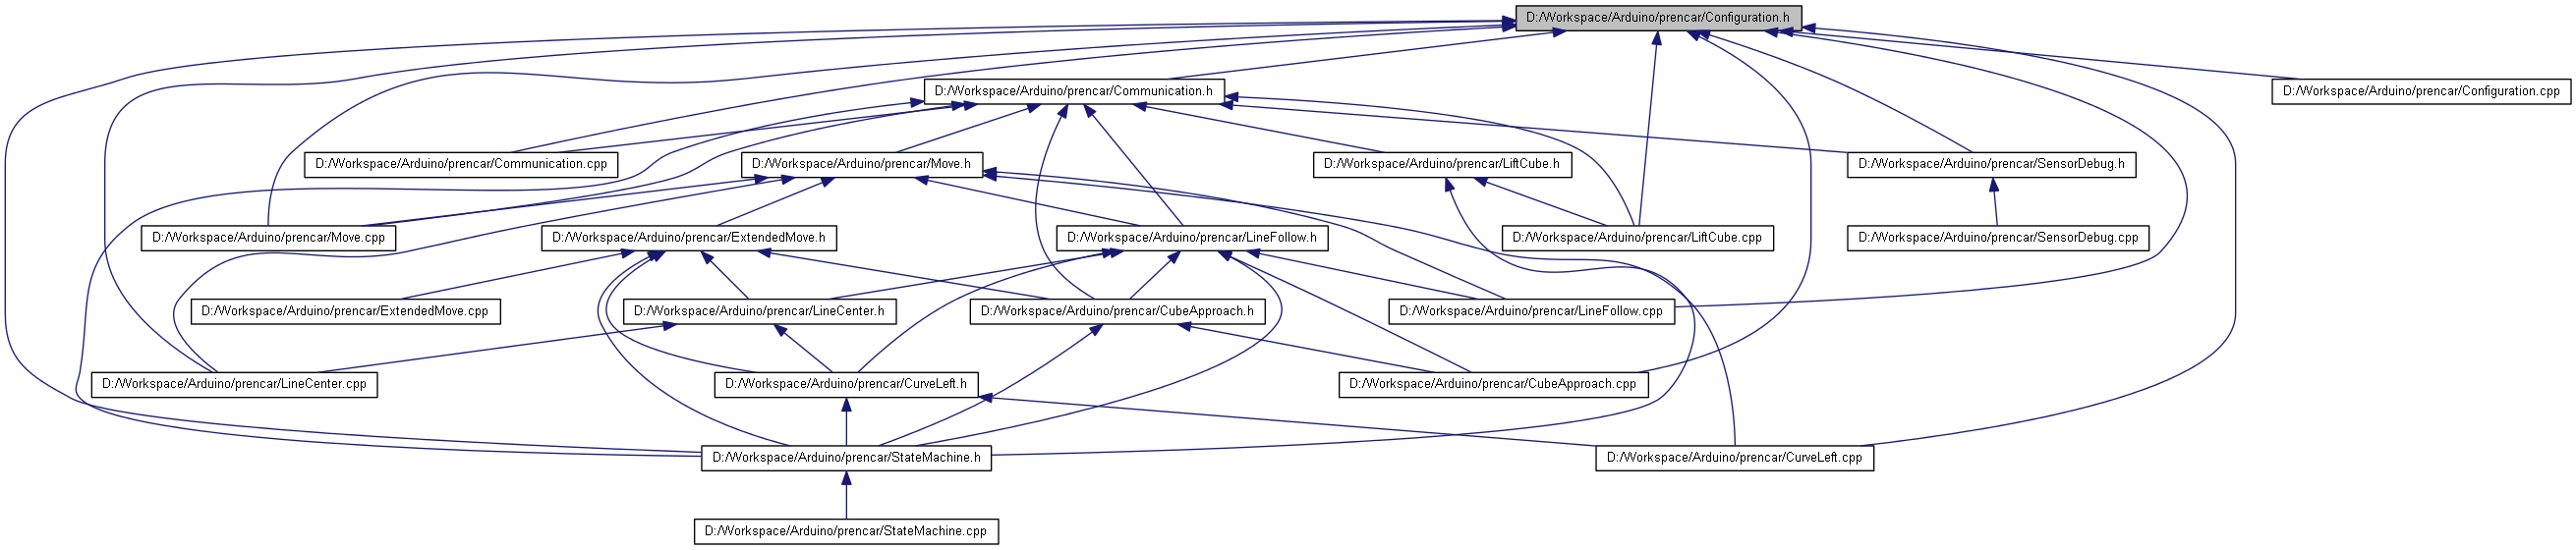 D:/Workspace/Arduino/prencar/Configuration.h
D:/Workspace/Arduino/prencar/Communication.h
D:/Workspace/Arduino/prencar/Configuration.cpp
D:/Workspace/Arduino/prencar/Communication.cpp
D:/Workspace/Arduino/prencar/Move.h
D:/Workspace/Arduino/prencar/LiftCube.h
D:/Workspace/Arduino/prencar/SensorDebug.h
D:/Workspace/Arduino/prencar/Move.cpp
D:/Workspace/Arduino/prencar/ExtendedMove.h
D:/Workspace/Arduino/prencar/LineFollow.h
D:/Workspace/Arduino/prencar/LiftCube.cpp
D:/Workspace/Arduino/prencar/SensorDebug.cpp
D:/Workspace/Arduino/prencar/ExtendedMove.cpp
D:/Workspace/Arduino/prencar/LineCenter.h
D:/Workspace/Arduino/prencar/CubeApproach.h
D:/Workspace/Arduino/prencar/LineFollow.cpp
D:/Workspace/Arduino/prencar/LineCenter.cpp
D:/Workspace/Arduino/prencar/CurveLeft.h
D:/Workspace/Arduino/prencar/CubeApproach.cpp
D:/Workspace/Arduino/prencar/StateMachine.h
D:/Workspace/Arduino/prencar/CurveLeft.cpp
D:/Workspace/Arduino/prencar/StateMachine.cpp